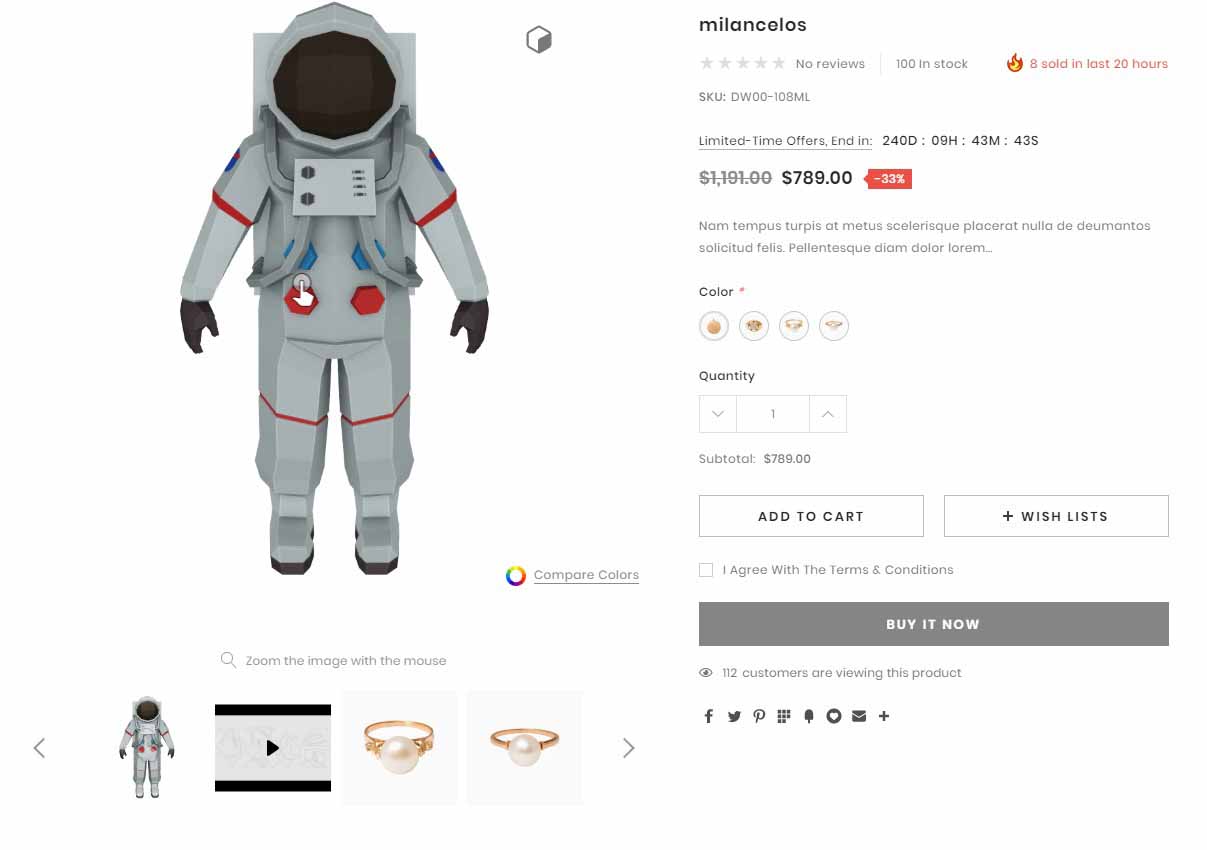 milancelos
No reviews
100 In stock
8 sold in last 20 hours
SKU: DW00-108ML
Limited-Time Offers, End in: 240D : 09H : 43M : 43S
$1,191.00 $789.00 -33%
Nam tempus turpis at metus scelerisque placerat nulla de deumantos
solicitud felis. Pellentesque diam dolor lorem...
Color *
Quantity
1
Subtotal: $789.00
ADD TO CART
+ WISH LISTS
I Agree With The Terms & Conditions
BUY IT NOW
112 customers are viewing this product
Compare Colors
Zoom the image with the mouse